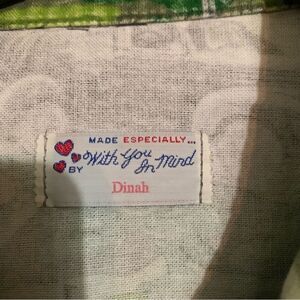 MADE ESPECIALLY...
With You
In Mind
BY
Dinah